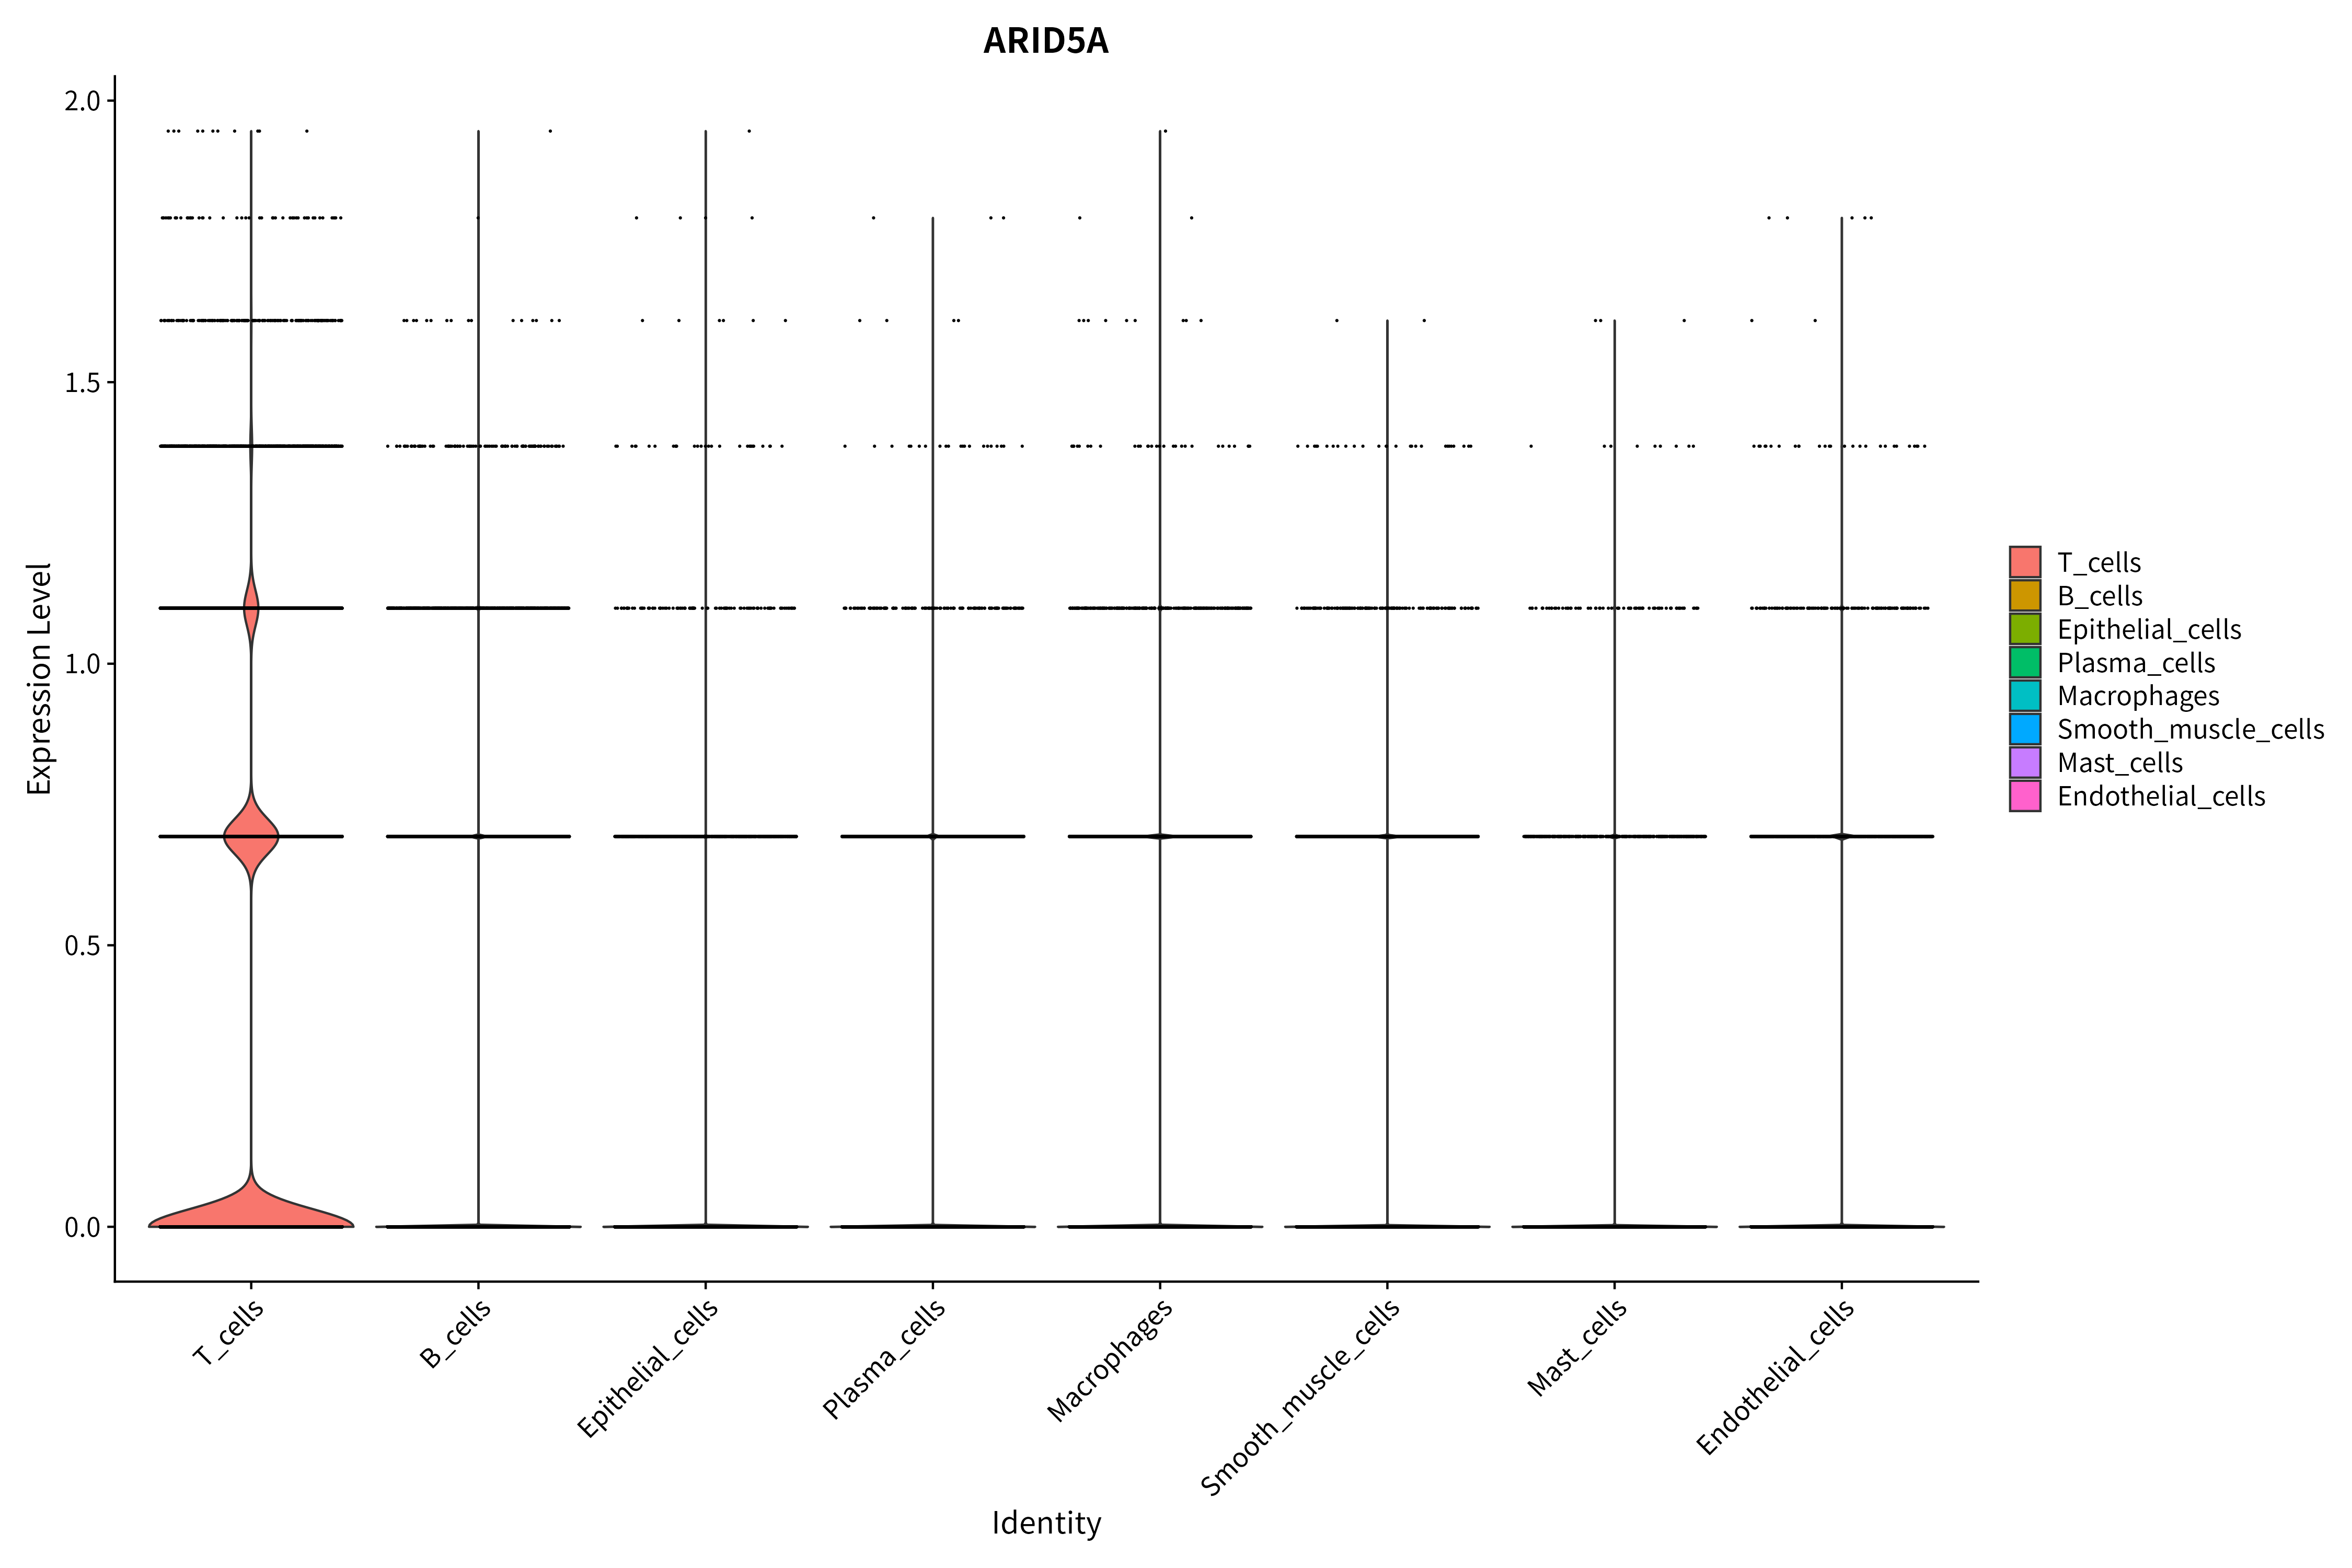 ARID5A
2.0
1.5
1.0
0.5
0.0
Expression Level
T_cells
B_cells
Epithelial_cells
Plasma_cells
Macrophages
Smooth_muscle_cells
Mast_cells
Endothelial_cells
Identity
T_cells
B_cells
Epithelial_cells
Plasma_cells
Macrophages
Smooth_muscle_cells
Mast_cells
Endothelial_cells